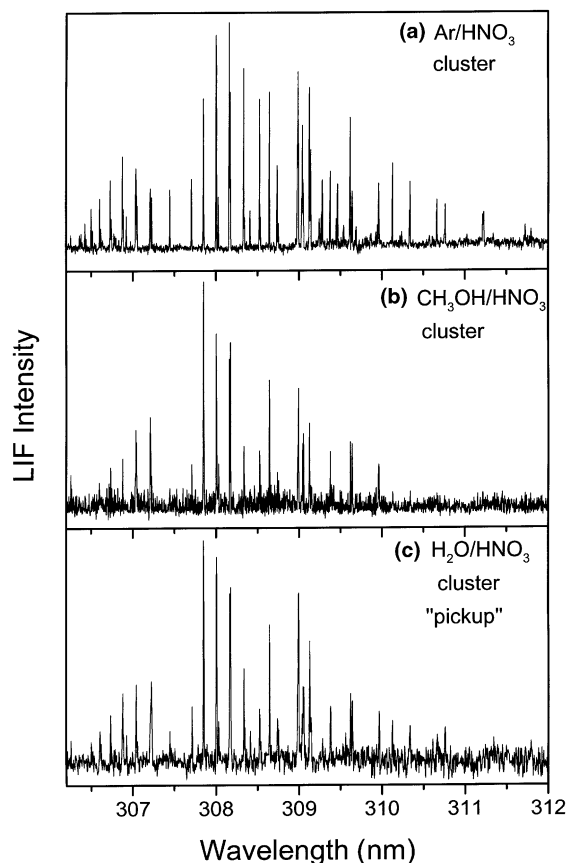 (a) Ar/HNO₃
cluster
(b) CH₃OH/HNO₃
cluster
(c) H₂O/HNO₃
cluster
"pickup"
LIF Intensity
307 308 309 310 311 312
Wavelength (nm)